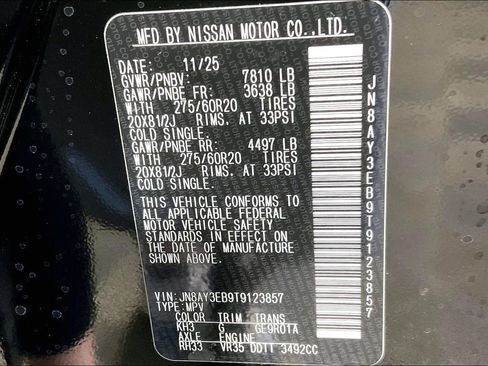 MFD BY NISSAN MOTOR CO.,LTD.
DATE: 11/25
GVWR/PNBV: 7810 LB
GAWR/PNBE FR: 3638 LB
WITH 275/60R20 TIRES
20X81/2J RIMS, AT 33PSI
COLD SINGLE.
GAWR/PNBE RR: 4497 LB
WITH 275/60R20 TIRES
20X81/2J RIMS, AT 33PSI
COLD SINGLE.
THIS VEHICLE CONFORMS TO
ALL APPLICABLE FEDERAL
MOTOR VEHICLE SAFETY
STANDARDS IN EFFECT ON
THE DATE OF MANUFACTURE
SHOWN ABOVE.
VIN: JN8AY3EB9T9123857
TYPE: MPV
COLOR TRIM TRANS
KH3 G GE9R01A
AXLE ENGINE
RH33 VR35 DDTT 3492CC
JN8AY3EB9T9123857